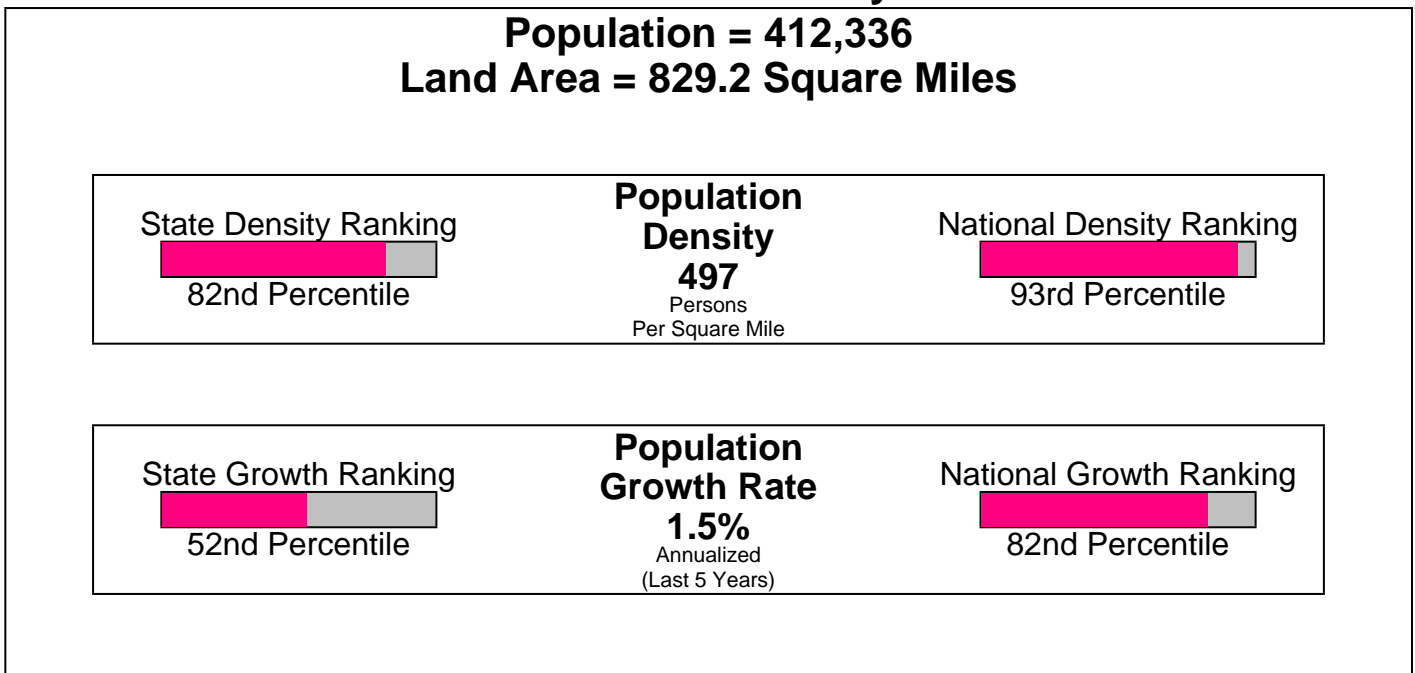 Population = 412,336
Land Area = 829.2 Square Miles
State Density Ranking
82nd Percentile
Population
Density
497
Persons
Per Square Mile
National Density Ranking
93rd Percentile
State Growth Ranking
52nd Percentile
Population
Growth Rate
1.5%
Annualized
(Last 5 Years)
National Growth Ranking
82nd Percentile